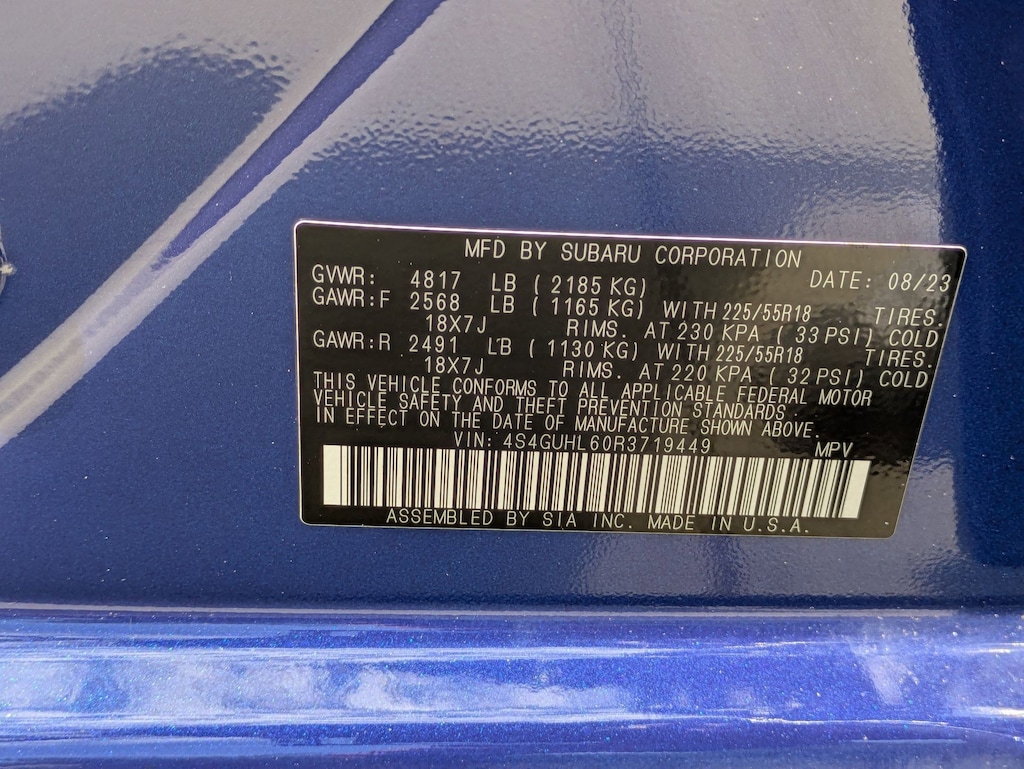 MFD BY SUBARU CORPORATION
GVWR: 4817 LB ( 2185 KG) DATE: 08/23
GAWR:F 2568 LB ( 1165 KG) WITH 225/55R18 TIRES.
18X7J RIMS. AT 230 KPA ( 33 PSI) COLD
GAWR:R 2491 LB ( 1130 KG) WITH 225/55R18 TIRES.
18X7J RIMS. AT 220 KPA ( 32 PSI) COLD
THIS VEHICLE CONFORMS TO ALL APPLICABLE FEDERAL MOTOR
VEHICLE SAFETY AND THEFT PREVENTION STANDARDS
IN EFFECT ON THE DATE OF MANUFACTURE SHOWN ABOVE.
VIN: 4S4GUHL60R3719449 MPV
ASSEMBLED BY SIA INC. MADE IN U.S.A.